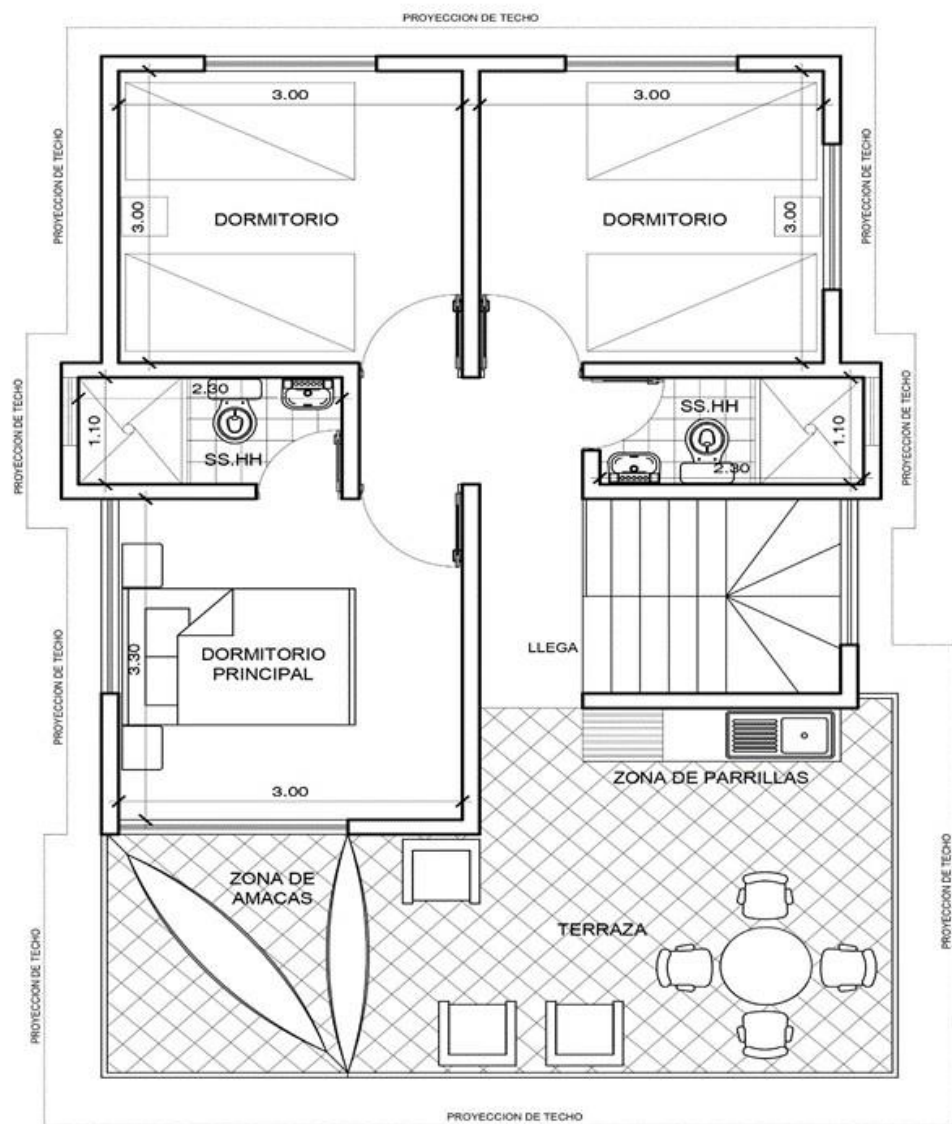 PROYECCION DE TECHO
3.00
3.00
PROYECCION DE TECHO
PROYECCION DE TECHO
3.00
DORMITORIO
DORMITORIO
3.00
2.30
SS.HH
1.10
SS.HH
1.10
2.30
PROYECCION DE TECHO
PROYECCION DE TECHO
LLEGA
DORMITORIO
PRINCIPAL
3.30
PROYECCION DE TECHO
3.00
ZONA DE PARRILLAS
ZONA DE
AMACAS
TERRAZA
PROYECCION DE TECHO
PROYECCION DE TECHO
PROYECCION DE TECHO